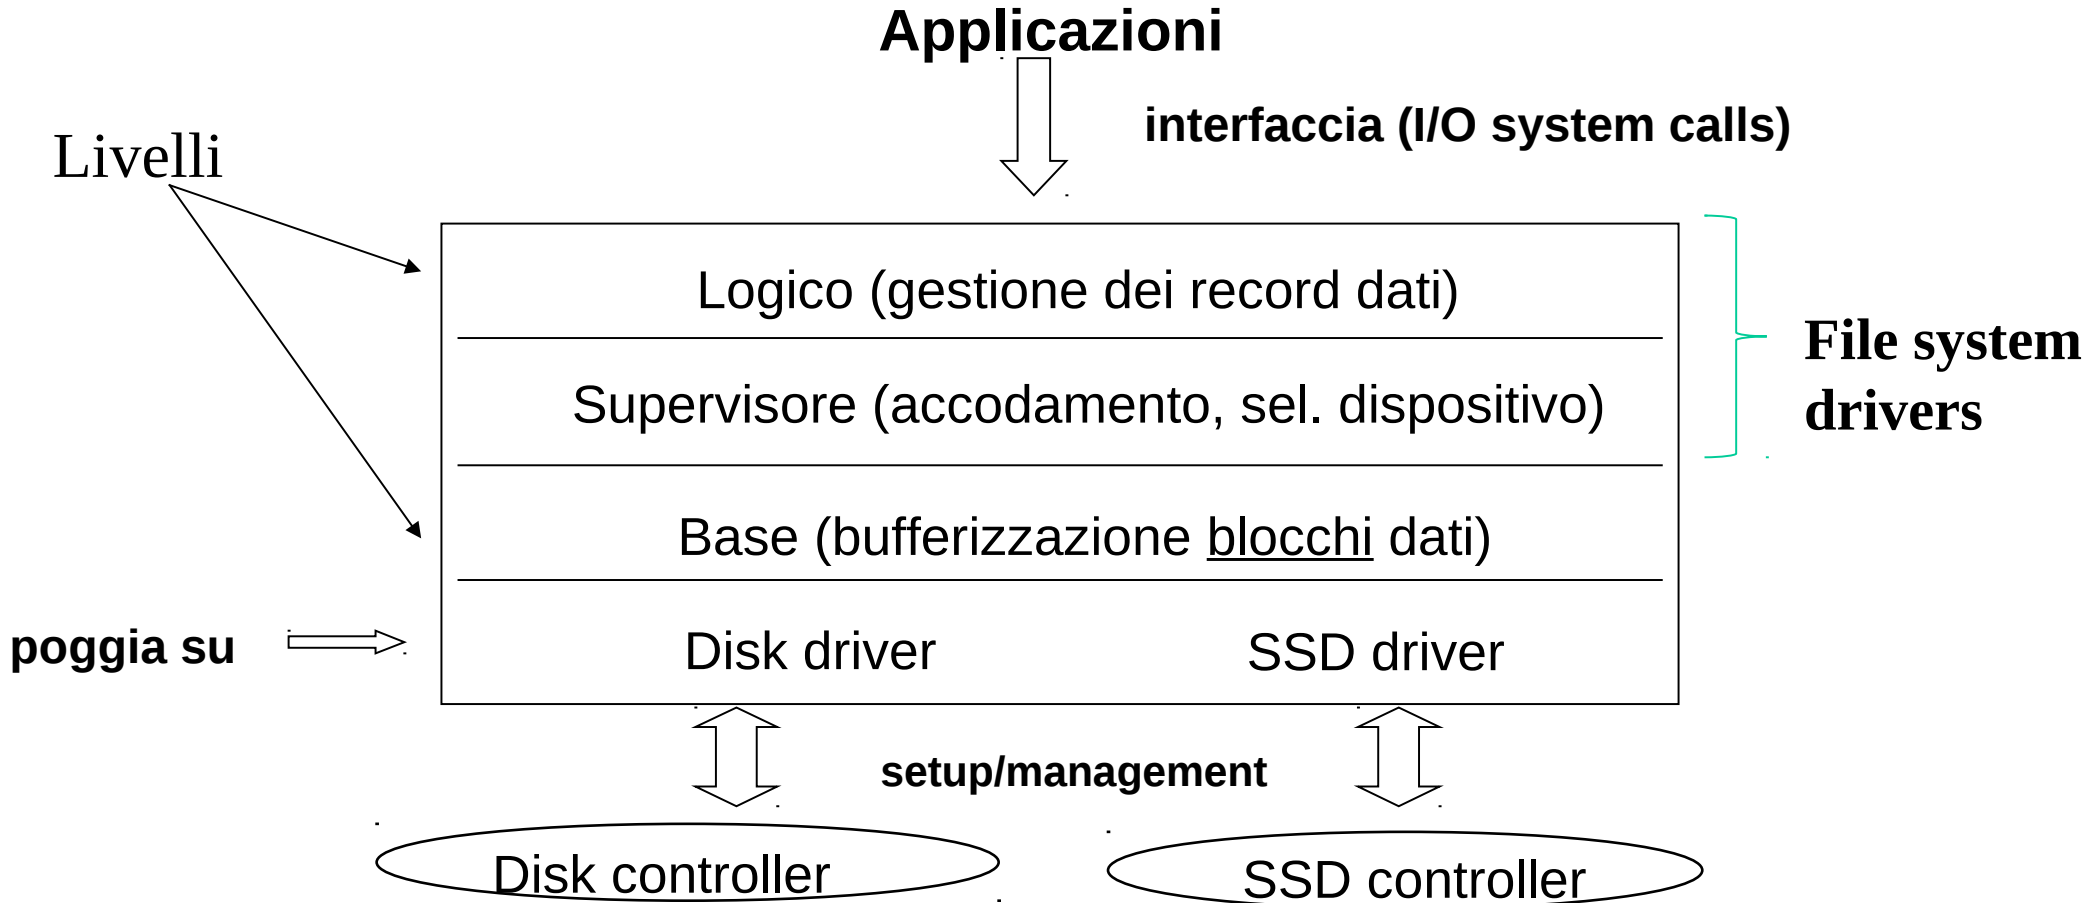 Applicazioni
interfaccia (I/O system calls)
Livelli
Logico (gestione dei record dati)
Supervisore (accodamento, sel. dispositivo)
File system
drivers
Base (bufferizzazione blocchi dati)
poggia su
Disk driver
SSD driver
setup/management
Disk controller
SSD controller